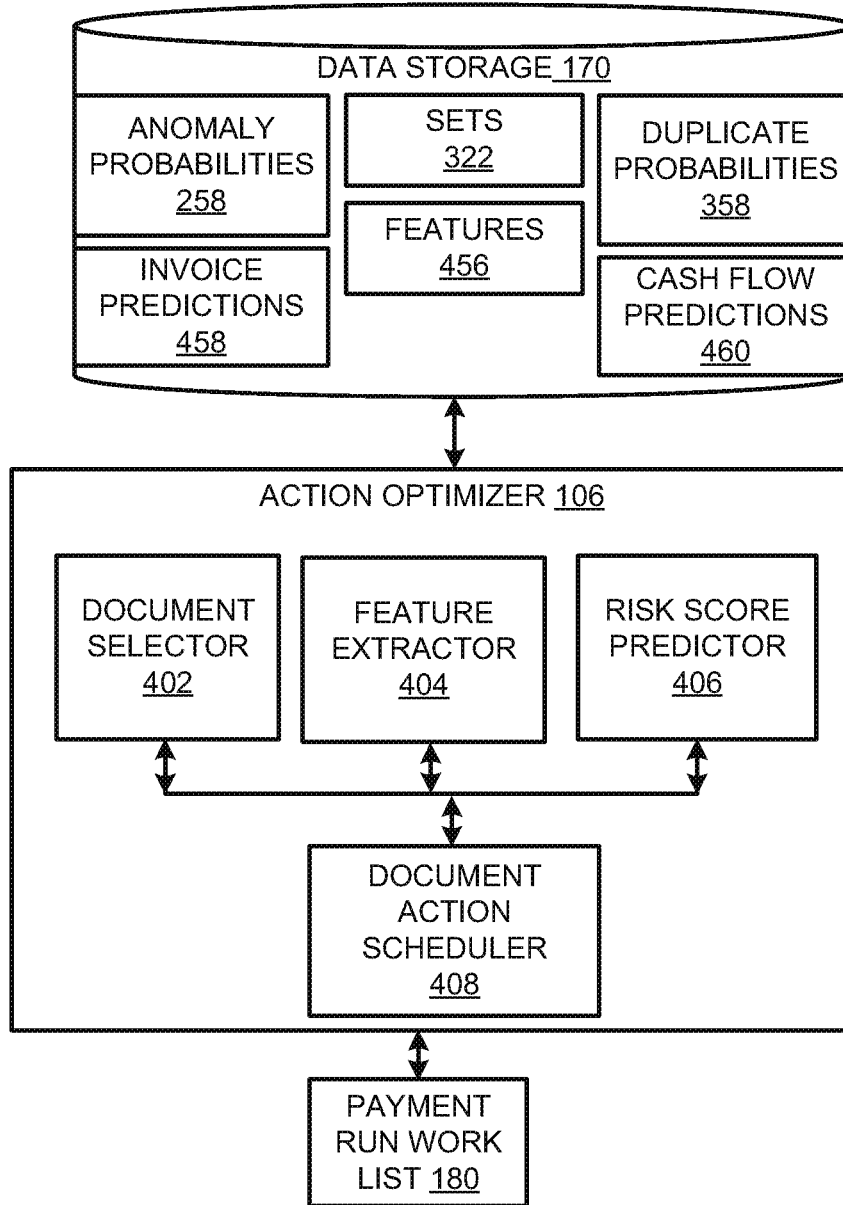 DATA STORAGE 170
ANOMALY
PROBABILITIES
258
SETS
322
DUPLICATE
PROBABILITIES
358
INVOICE
PREDICTIONS
458
FEATURES
456
CASH FLOW
PREDICTIONS
460
ACTION OPTIMIZER 106
DOCUMENT
SELECTOR
402
FEATURE
EXTRACTOR
404
RISK SCORE
PREDICTOR
406
DOCUMENT
ACTION
SCHEDULER
408
PAYMENT
RUN WORK
LIST 180